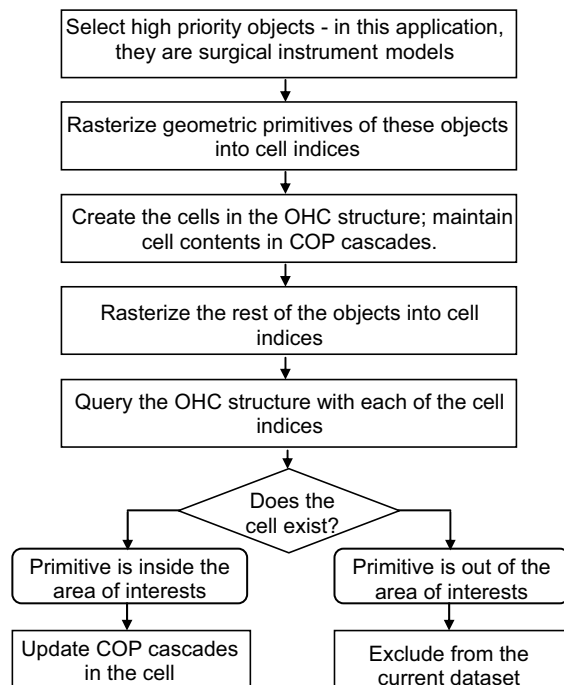 Select high priority objects - in this application,
they are surgical instrument models
Rasterize geometric primitives of these objects
into cell indices
Create the cells in the OHC structure; maintain
cell contents in COP cascades.
Rasterize the rest of the objects into cell
indices
Query the OHC structure with each of the cell
indices
Does the
cell exist?
Primitive is inside the
area of interests
Primitive is out of the
area of interests
Update COP cascades
in the cell
Exclude from the
current dataset